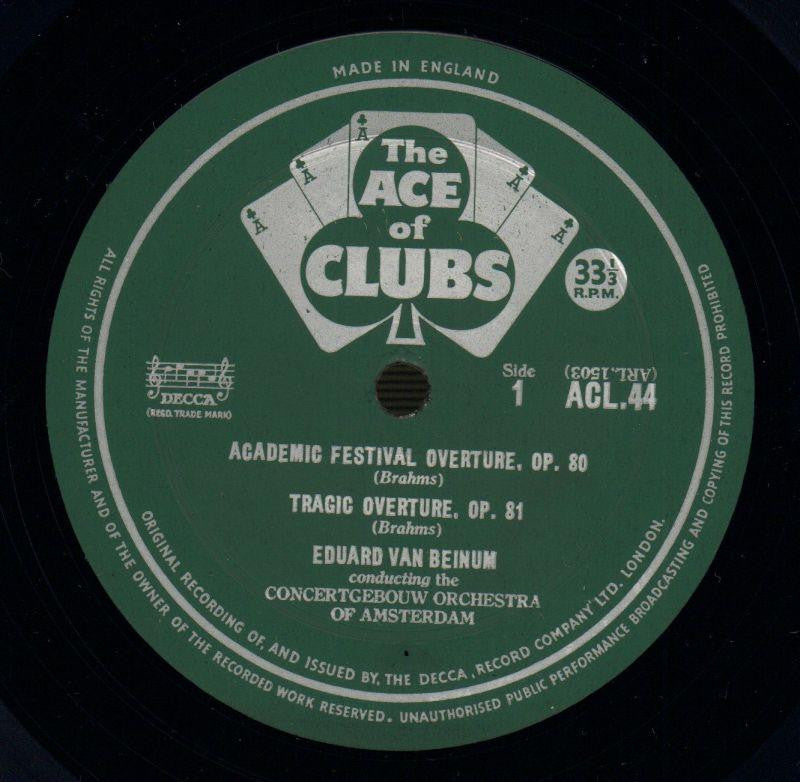 MADE IN ENGLAND
A
A
A
A
The
ACE
of
CLUBS
33⅓
R.P.M.
DECCA
(REGD. TRADE MARK)
Side
1
(ARL.1503)
ACL.44
ACADEMIC FESTIVAL OVERTURE, OP. 80
(Brahms)
TRAGIC OVERTURE, OP. 81
(Brahms)
EDUARD VAN BEINUM
conducting the
CONCERTGEBOUW ORCHESTRA
OF AMSTERDAM
ORIGINAL RECORDING OF, AND ISSUED BY, THE DECCA RECORD COMPANY LTD. LONDON.
ALL RIGHTS OF THE MANUFACTURER AND OF THE OWNER OF THE RECORDED WORK RESERVED. UNAUTHORISED PUBLIC PERFORMANCE BROADCASTING AND COPYING OF THIS RECORD PROHIBITED